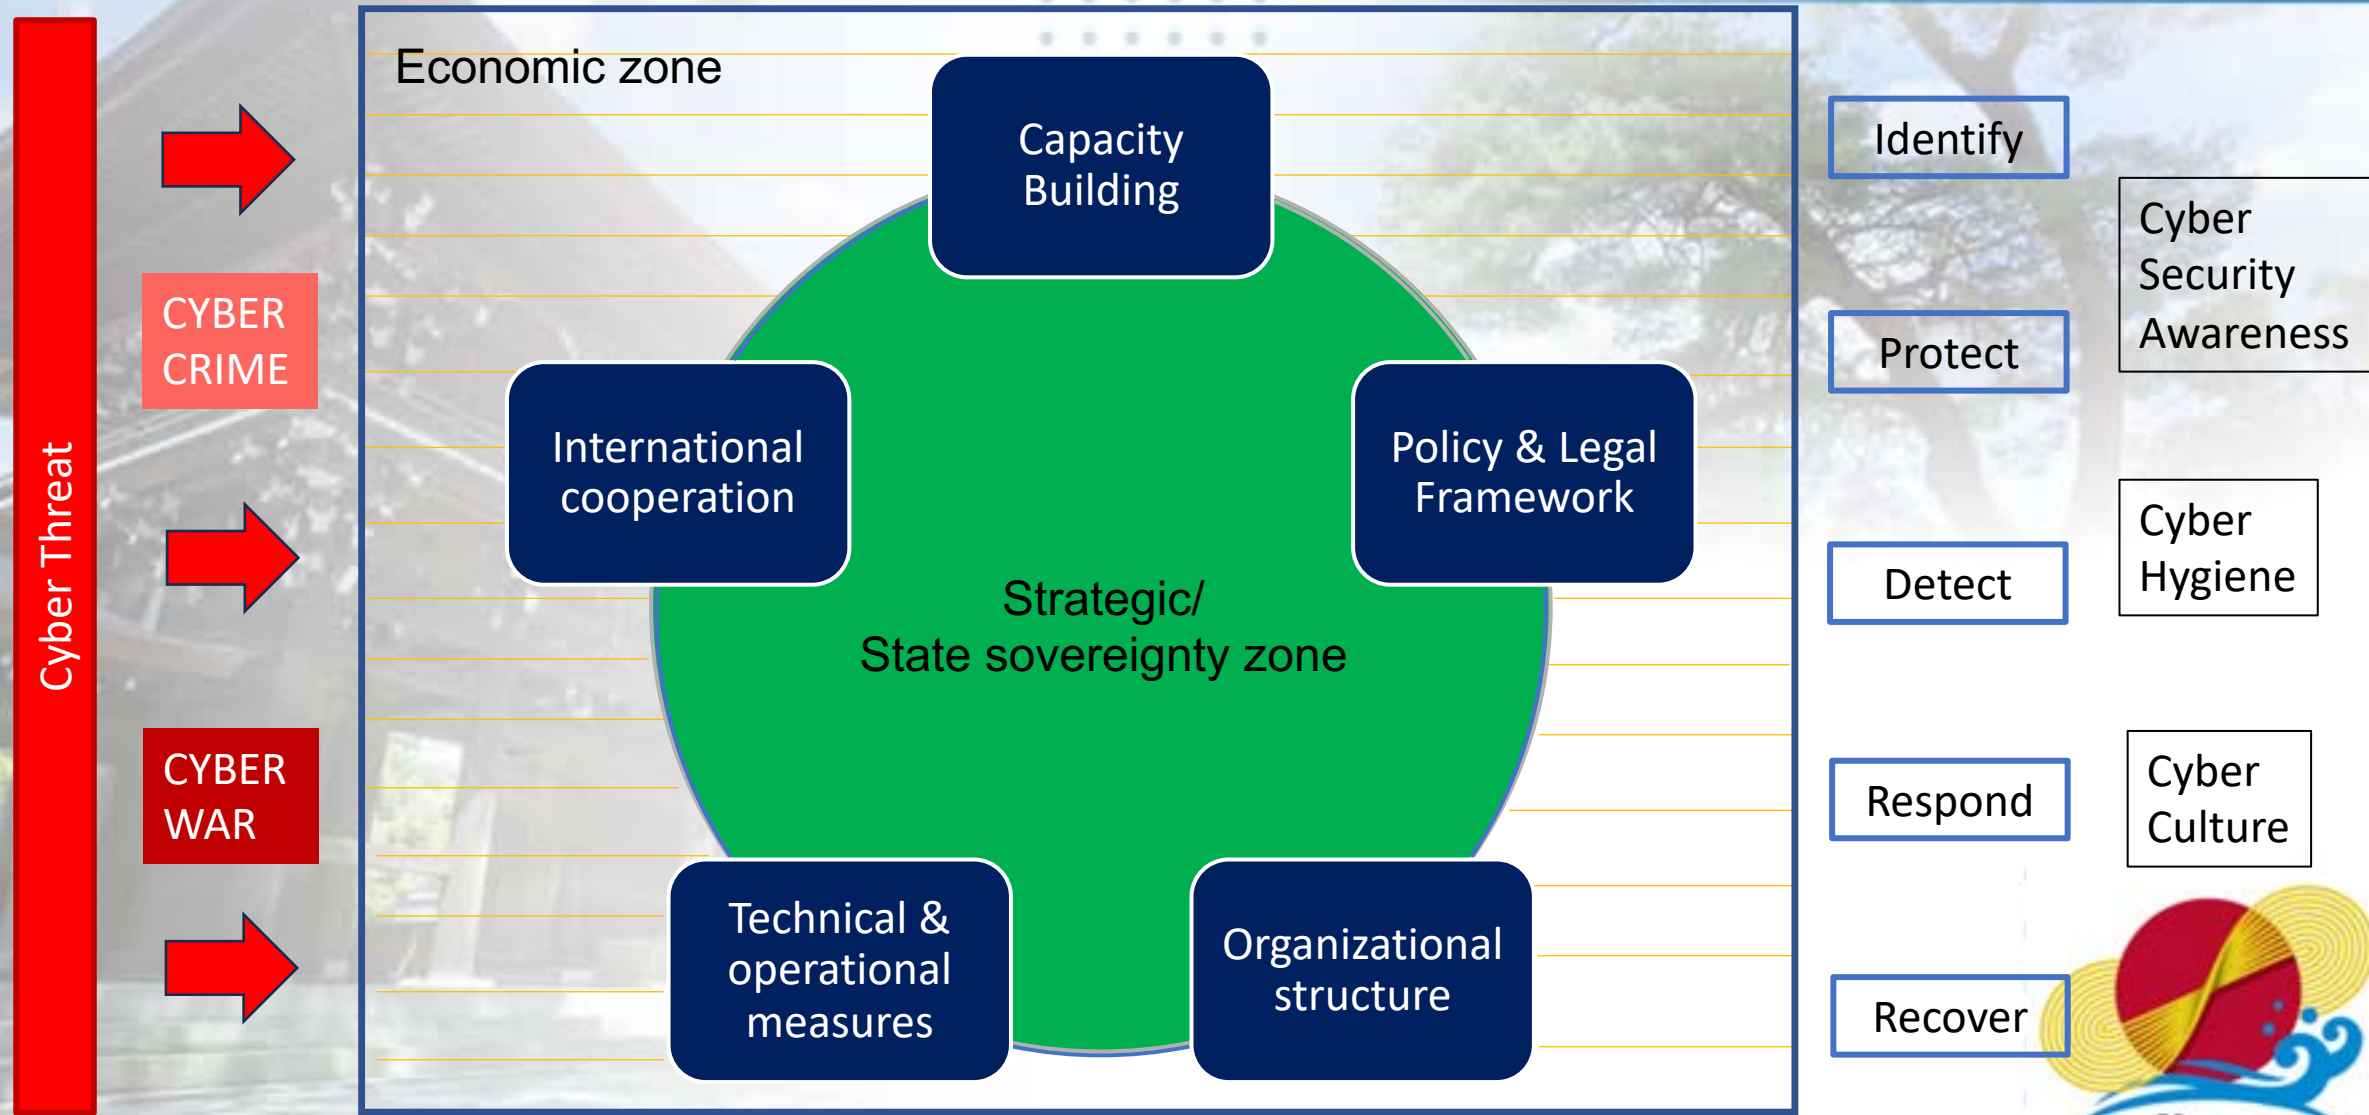 Cyber Threat
CYBER
CRIME
CYBER
WAR
Economic zone
Capacity
Building
International
cooperation
Policy & Legal
Framework
Strategic/
State sovereignty zone
Technical &
operational
measures
Organizational
structure
Identify
Protect
Detect
Respond
Recover
Cyber
Security
Awareness
Cyber
Hygiene
Cyber
Culture